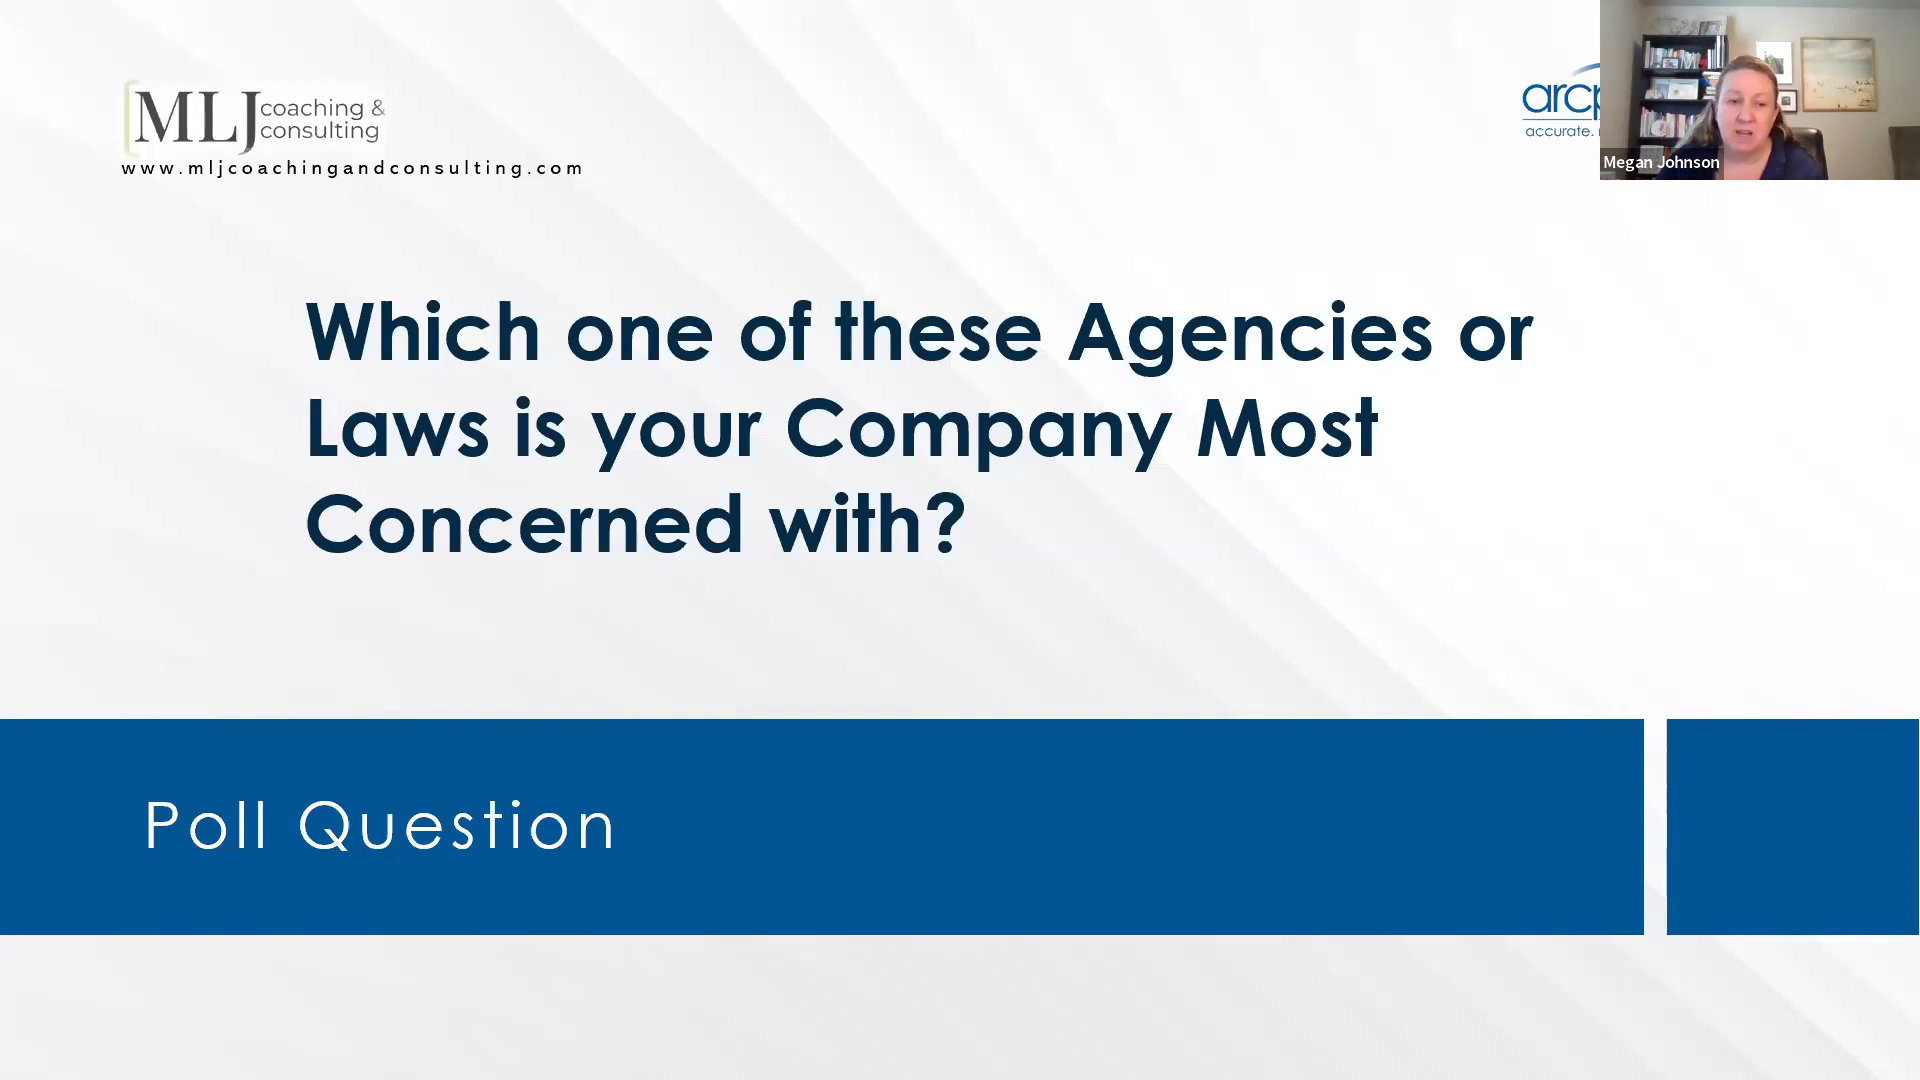 MLJ coaching &
consulting
www.mljcoachingandconsulting.com
accurate.
Megan Johnson
Which one of these Agencies or
Laws is your Company Most
Concerned with?
Poll Question